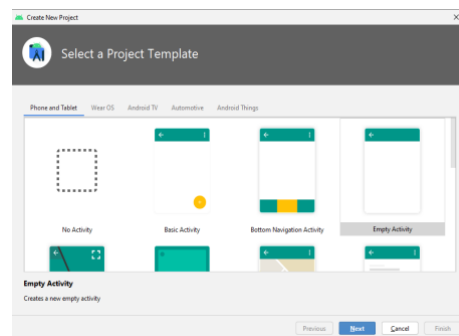 Create New Project
Select a Project Template
Phone and Tablet Wear OS Android TV Automotive Android Things
No Activity Basic Activity Bottom Navigation Activity Empty Activity
Empty Activity
Creates a new empty activity
Previous Next Cancel Finish